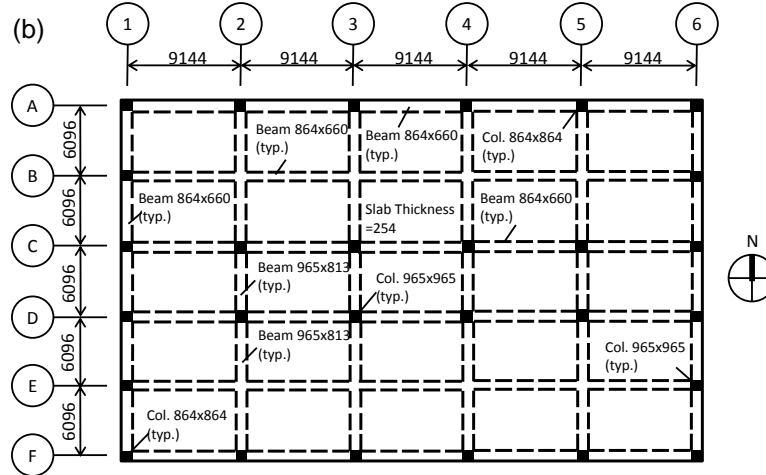 (b)
1 2 3 4 5 6
9144 9144 9144 9144 9144
A
B
C
D
E
F
6096
6096
6096
6096
6096
Beam 864x660
(typ.)
Beam 864x660
(typ.)
Col. 864x864
(typ.)
Beam 864x660
(typ.)
Slab Thickness
=254
Beam 864x660
(typ.)
N
Beam 965x813
(typ.)
Col. 965x965
(typ.)
Beam 965x813
(typ.)
Col. 965x965
(typ.)
Col. 864x864
(typ.)